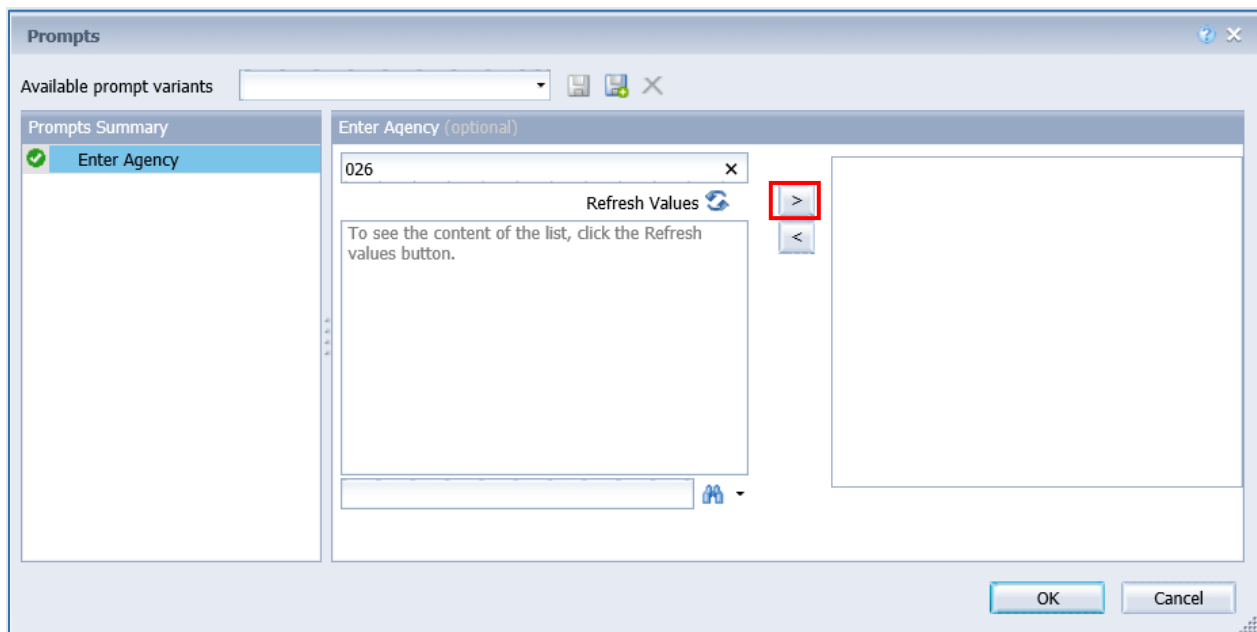 Prompts
Available prompt variants
Prompts Summary
Enter Agency
Enter Agency (optional)
026
Refresh Values
To see the content of the list, click the Refresh
values button.
>
<
OK
Cancel